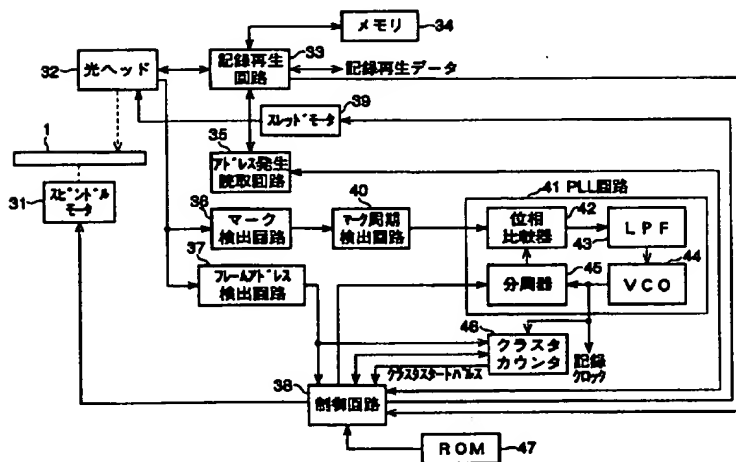 メモリ
34
33
記録再生
回路
記録再生データ
32
光ヘッド
39
スレッドモータ
1
35
アドレス発生
読取回路
31
スピンドル
モータ
36
マーク
検出回路
40
マーク周期
検出回路
41 PLL回路
位相
比較器
42
LPF
43
44
分周器
45
VCO
37
フレームアドレス
検出回路
46
クラスタ
カウンタ
記録
クロック
クラスタスタートパルス
38
制御回路
ROM
47